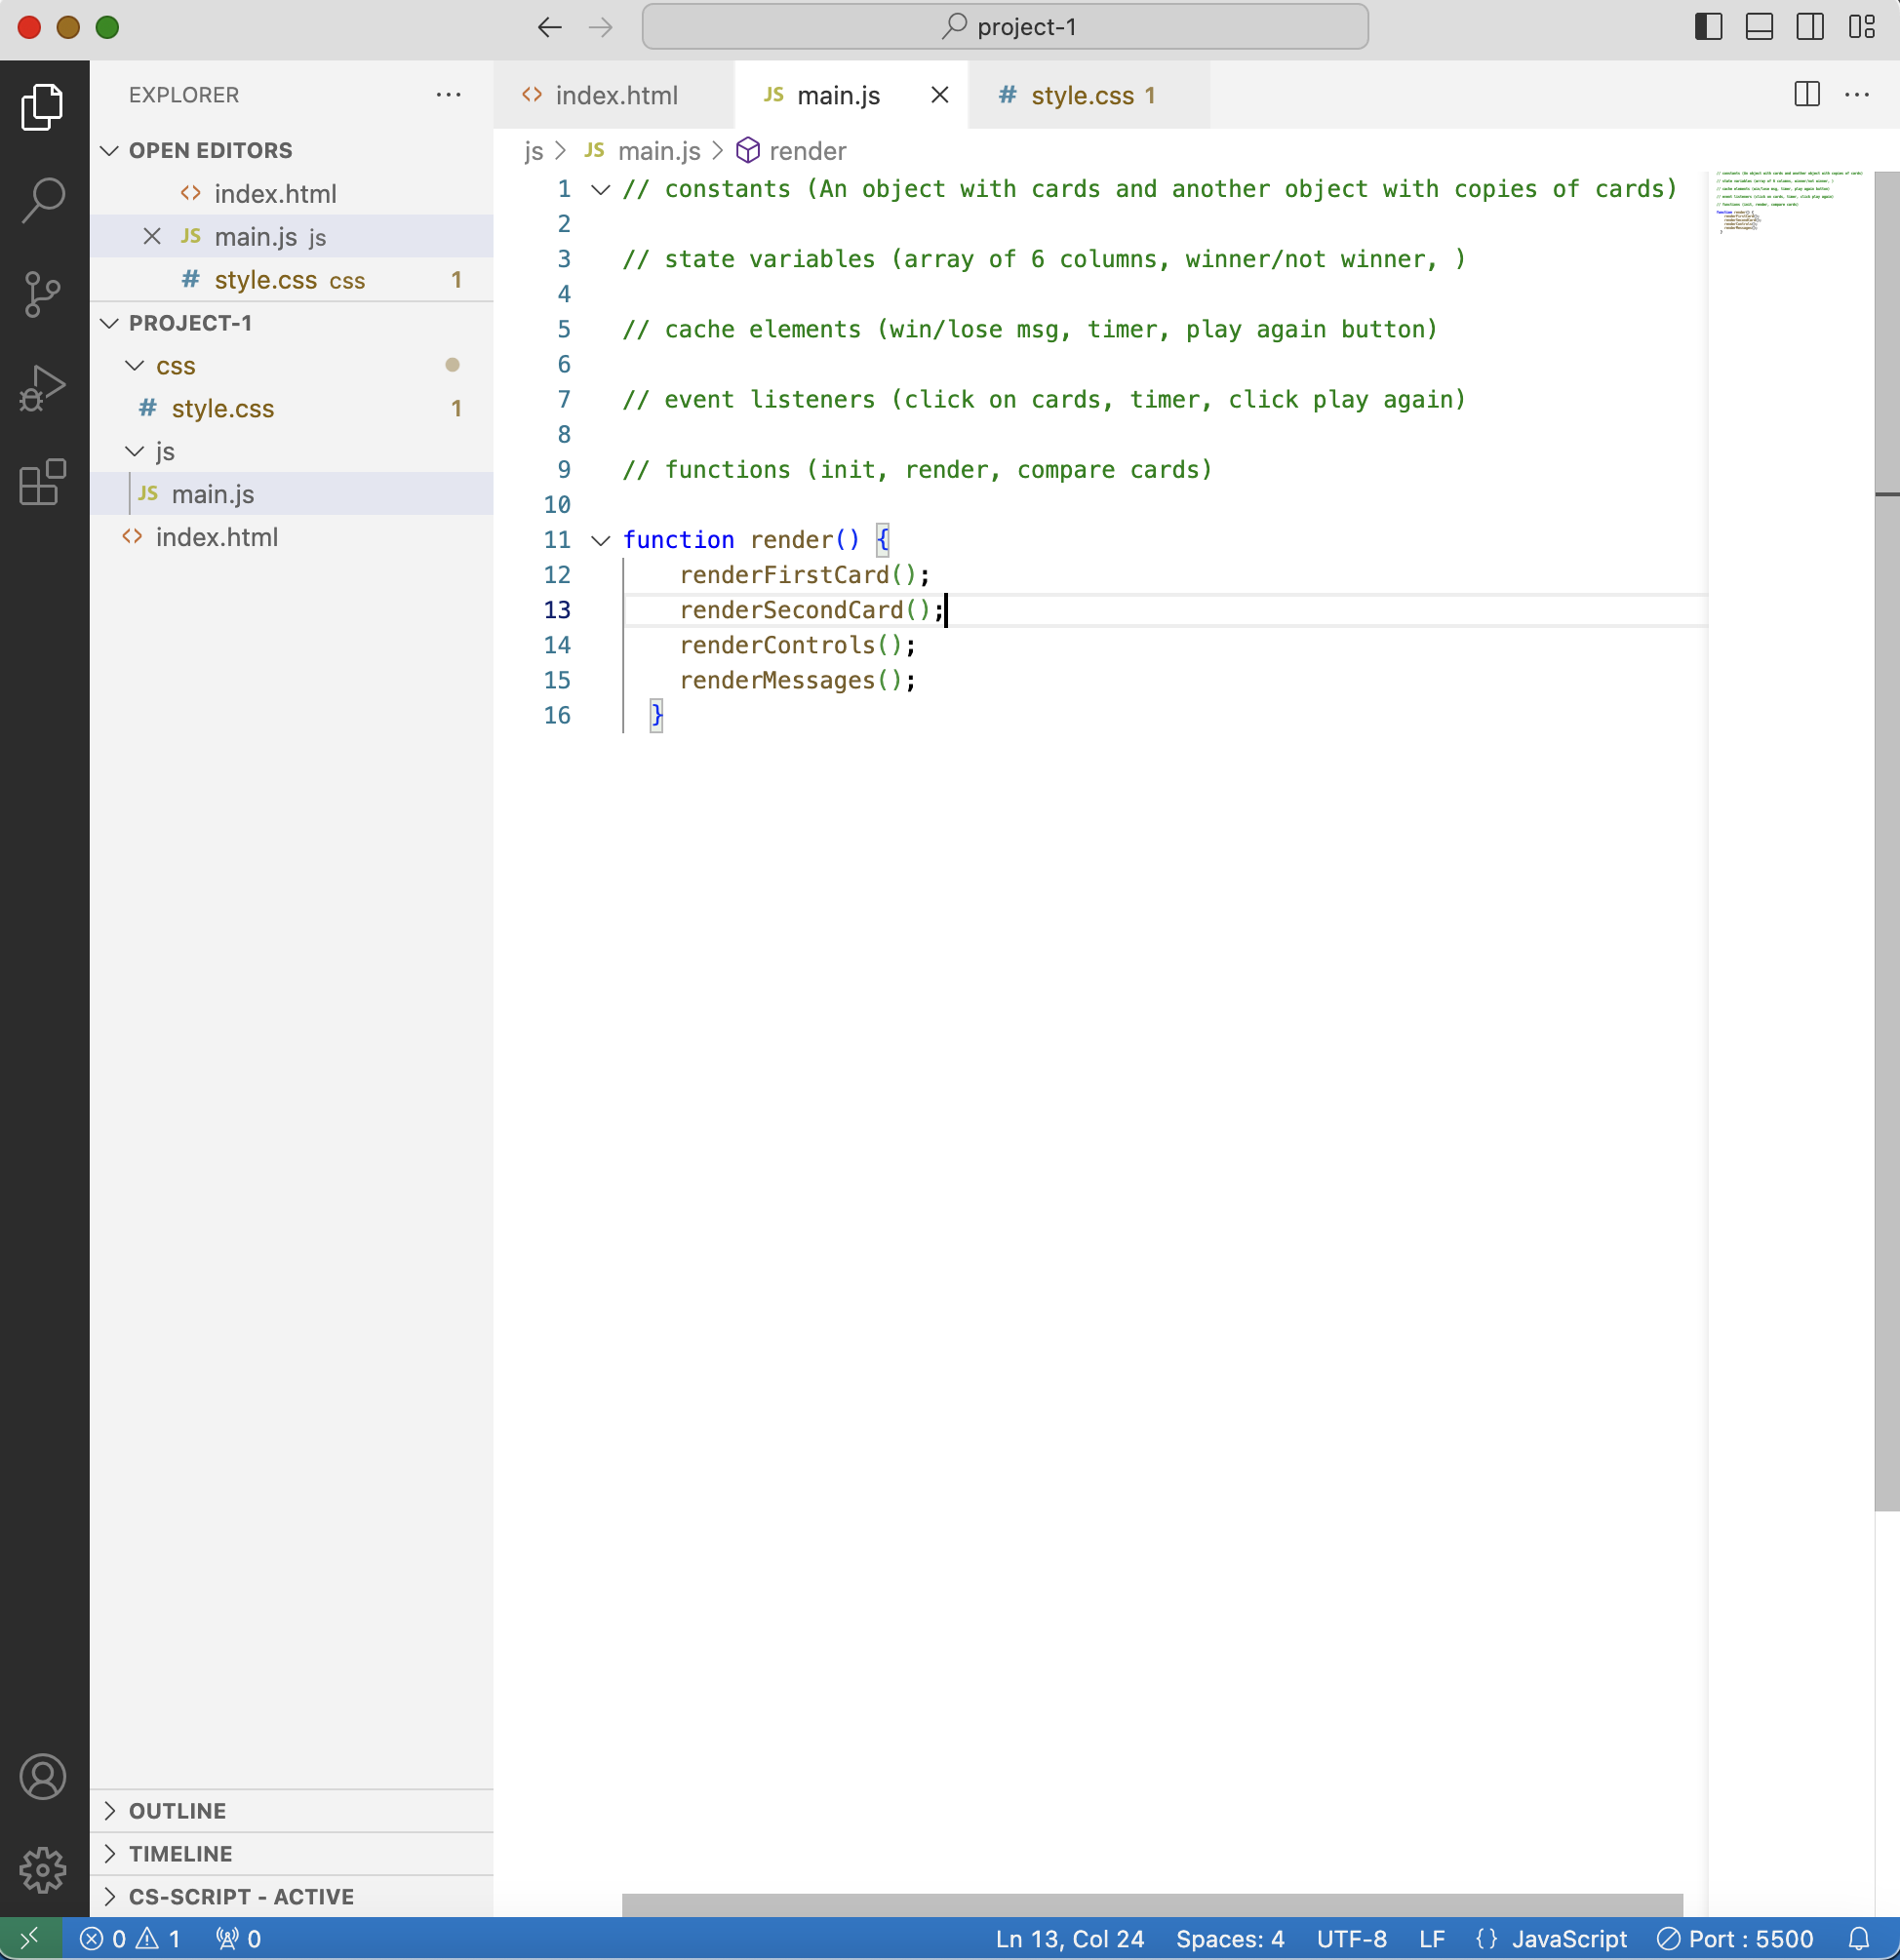 project-1
EXPLORER
OPEN EDITORS
index.html
main.js js
style.css css 1
PROJECT-1
css
style.css 1
js
JS main.js
index.html
OUTLINE
TIMELINE
CS-SCRIPT - ACTIVE
index.html JS main.js # style.css 1
js > JS main.js > render
1 // constants (An object with cards and another object with copies of cards)
2
3 // state variables (array of 6 columns, winner/not winner, )
4
5 // cache elements (win/lose msg, timer, play again button)
6
7 // event listeners (click on cards, timer, click play again)
8
9 // functions (init, render, compare cards)
10
11 function render() {
12 renderFirstCard();
13 renderSecondCard();
14 renderControls();
15 renderMessages();
16 }
0 1 0 Ln 13, Col 24 Spaces: 4 UTF-8 LF {} JavaScript Port : 5500